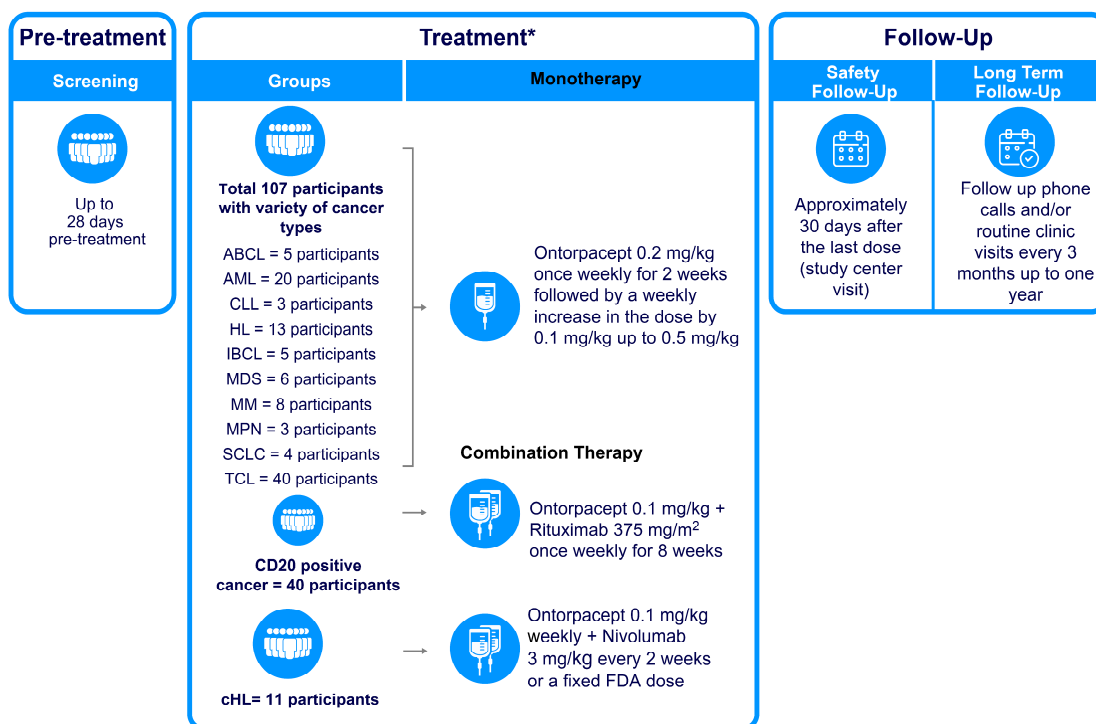 Pre-treatment
Screening
Up to
28 days
pre-treatment
Treatment*
Groups
Monotherapy
Total 107 participants
with variety of cancer
types
ABCL = 5 participants
AML = 20 participants
CLL = 3 participants
HL = 13 participants
IBCL = 5 participants
MDS = 6 participants
MM = 8 participants
MPN = 3 participants
SCLC = 4 participants
TCL = 40 participants
Ontorpacept 0.2 mg/kg
once weekly for 2 weeks
followed by a weekly
increase in the dose by
0.1 mg/kg up to 0.5 mg/kg
Combination Therapy
CD20 positive
cancer = 40 participants
Ontorpacept 0.1 mg/kg +
Rituximab 375 mg/m²
once weekly for 8 weeks
cHL= 11 participants
Ontorpacept 0.1 mg/kg
weekly + Nivolumab
3 mg/kg every 2 weeks
or a fixed FDA dose
Follow-Up
Safety
Follow-Up
Approximately
30 days after
the last dose
(study center
visit)
Long Term
Follow-Up
Follow up phone
calls and/or
routine clinic
visits every 3
months up to one
year